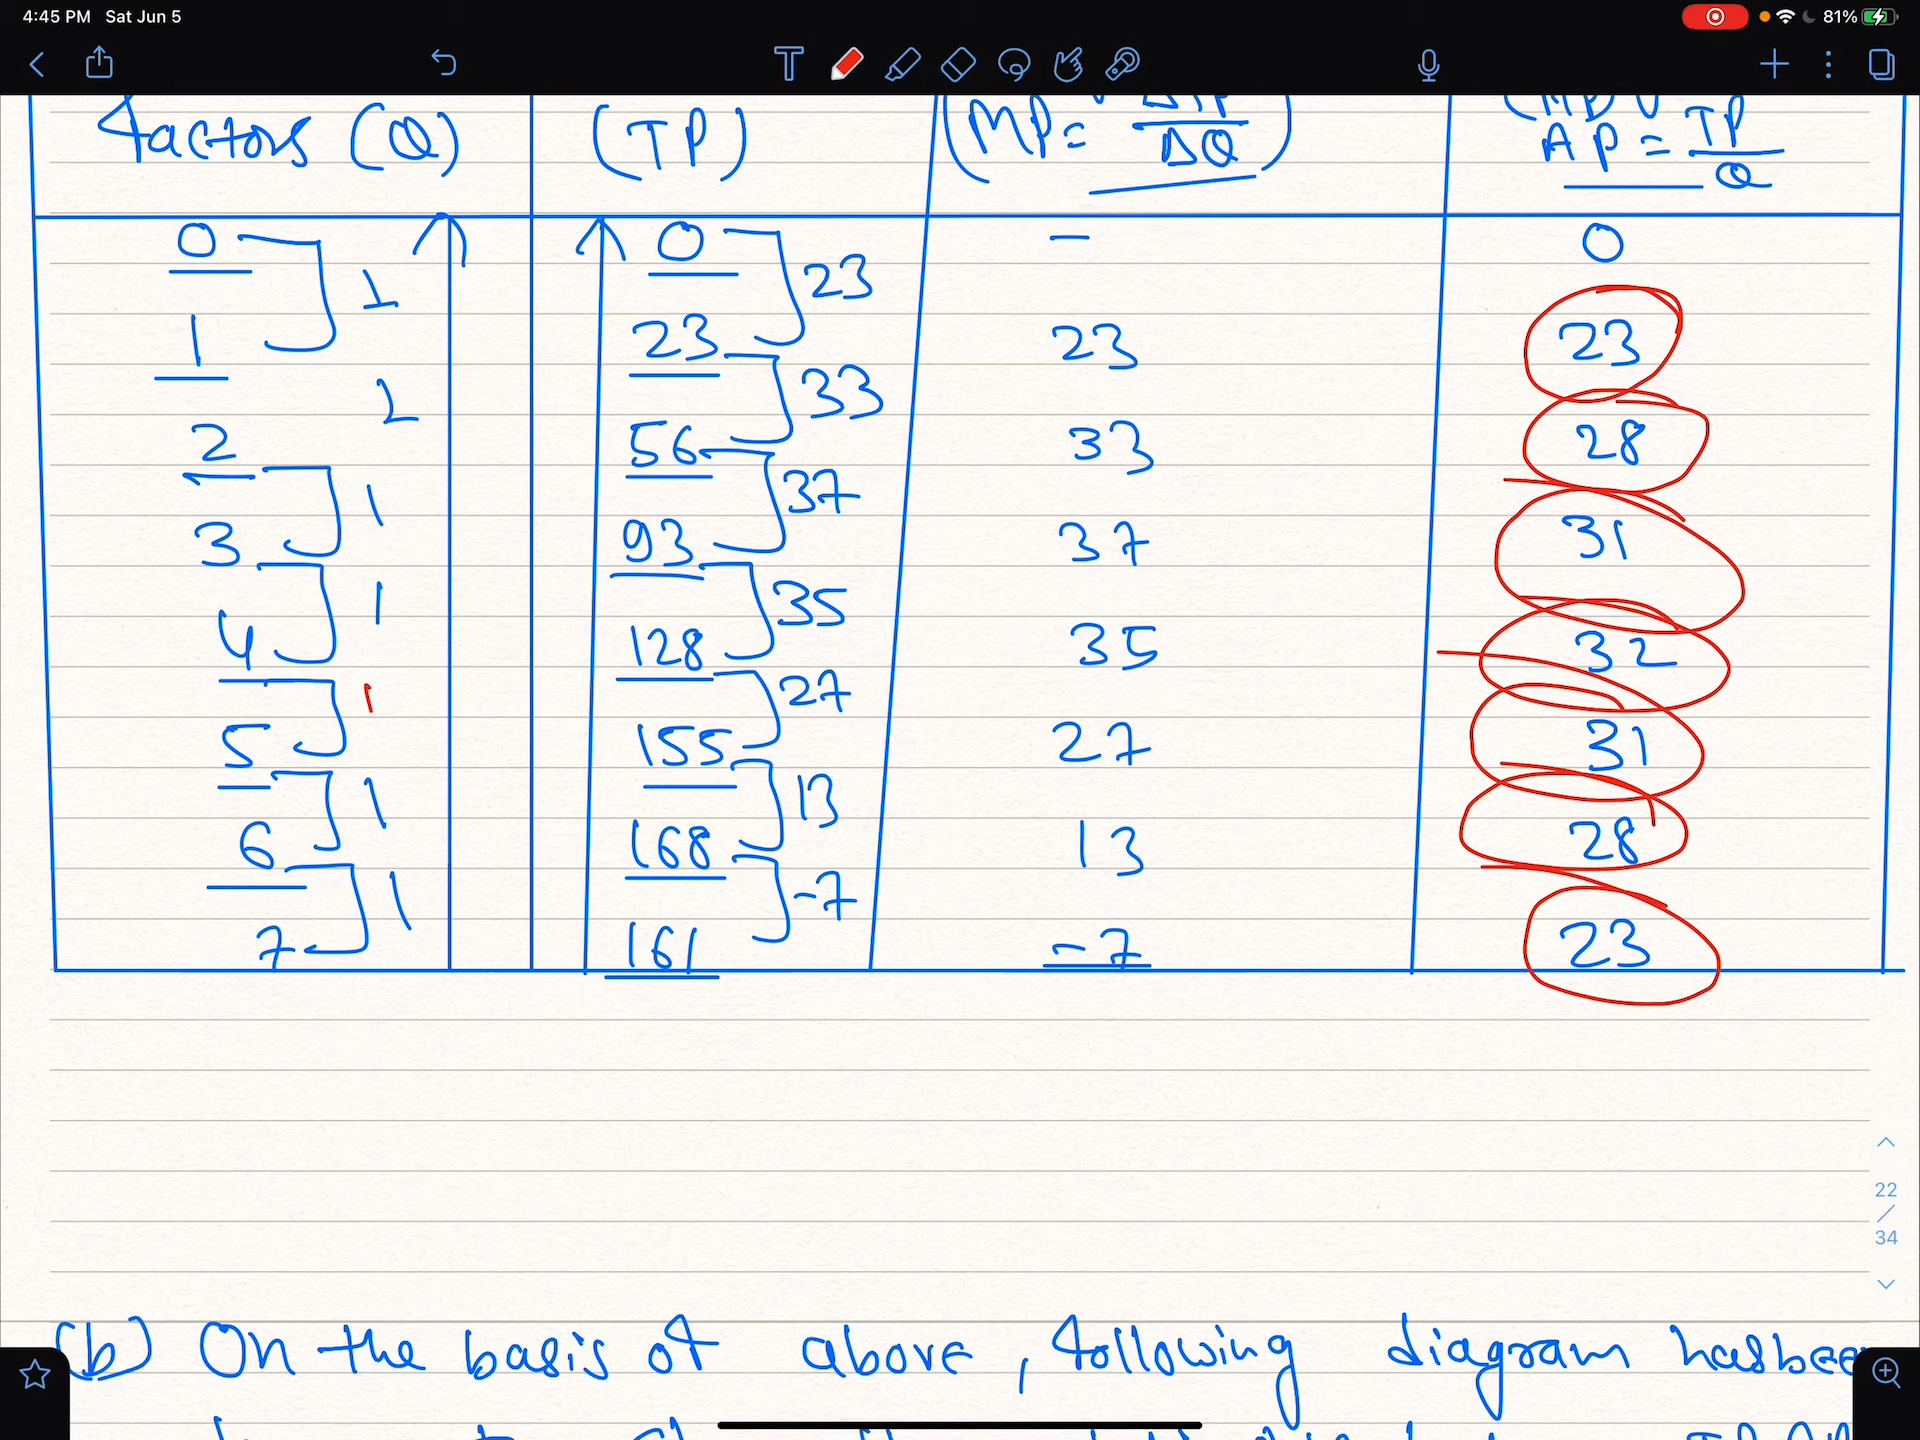 4:45 PM Sat Jun 5 81%
T
factors (Q) (TP) (MP = ΔTP/ΔQ) AP = TP/Q
0 0 - 0
1 23
1 23 23 23
1 33
2 56 33 28
1 37
3 93 37 31
1 35
4 128 35 32
1 27
5 155 27 31
1 13
6 168 13 28
1 -7
7 161 -7 23
22
/
34
(b) On the basis of above, following diagram has bee